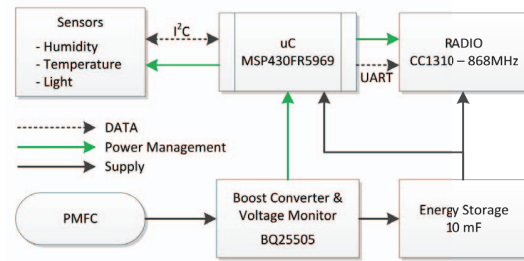 Sensors
- Humidity
- Temperature
- Light
I²C
uC
MSP430FR5969
UART
RADIO
CC1310 – 868MHz
DATA
Power Management
Supply
PMFC
Boost Converter &
Voltage Monitor
BQ25505
Energy Storage
10 mF